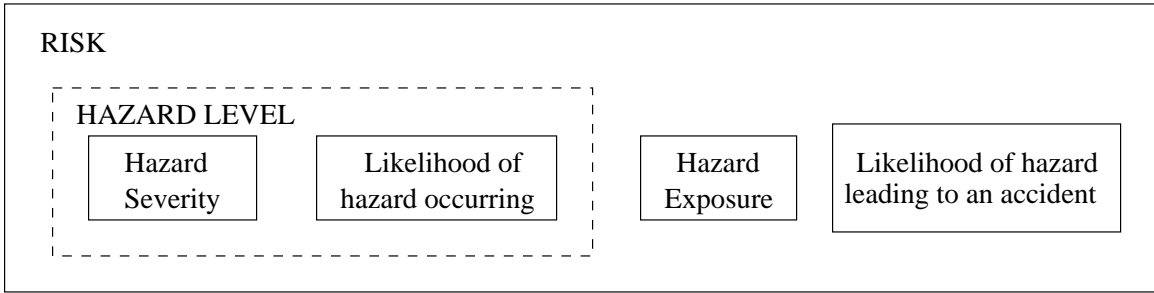 RISK
HAZARD LEVEL
Hazard
Severity
Likelihood of
hazard occurring
Hazard
Exposure
Likelihood of hazard
leading to an accident